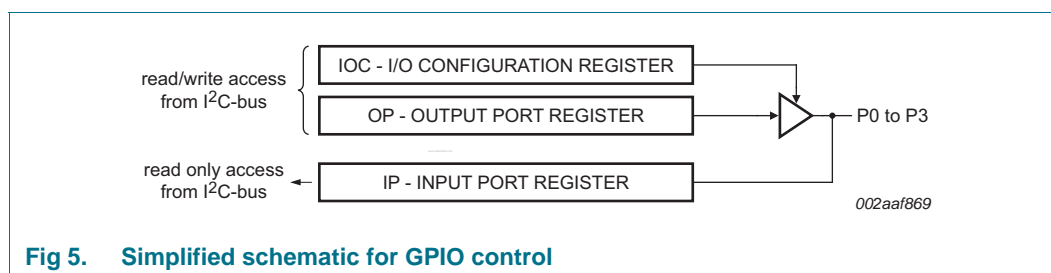 read/write access
from I2C-bus
IOC - I/O CONFIGURATION REGISTER
OP - OUTPUT PORT REGISTER
P0 to P3
read only access
from I2C-bus
IP - INPUT PORT REGISTER
002aaf869
Fig 5. Simplified schematic for GPIO control